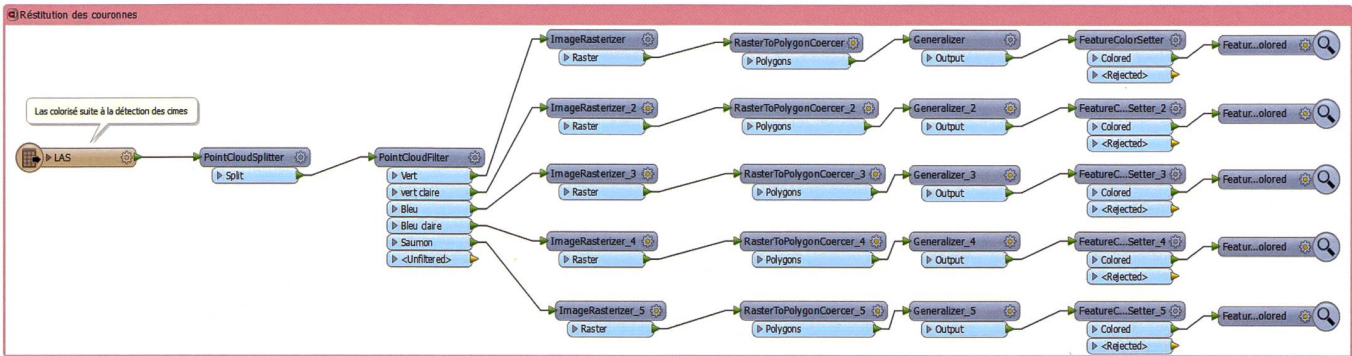 Réstitution des couronnes
Las colorisé suite à la détection des cimes
LAS
PointCloudSplitter
Split
PointCloudFilter
Vert
vert claire
Bleu
Bleu claire
Saumon
<Unfiltered>
ImageRasterizer
Raster
RasterToPolygonCoercer
Polygons
Generalizer
Output
FeatureColorSetter
Colored
<Rejected>
Featur...olored
ImageRasterizer_2
Raster
RasterToPolygonCoercer_2
Polygons
Generalizer_2
Output
FeatureC...Setter_2
Colored
<Rejected>
Featur...olored
ImageRasterizer_3
Raster
RasterToPolygonCoercer_3
Polygons
Generalizer_3
Output
FeatureC...Setter_3
Colored
<Rejected>
Featur...olored
ImageRasterizer_4
Raster
RasterToPolygonCoercer_4
Polygons
Generalizer_4
Output
FeatureC...Setter_4
Colored
<Rejected>
Featur...olored
ImageRasterizer_5
Raster
RasterToPolygonCoercer_5
Polygons
Generalizer_5
Output
FeatureC...Setter_5
Colored
<Rejected>
Featur...olored